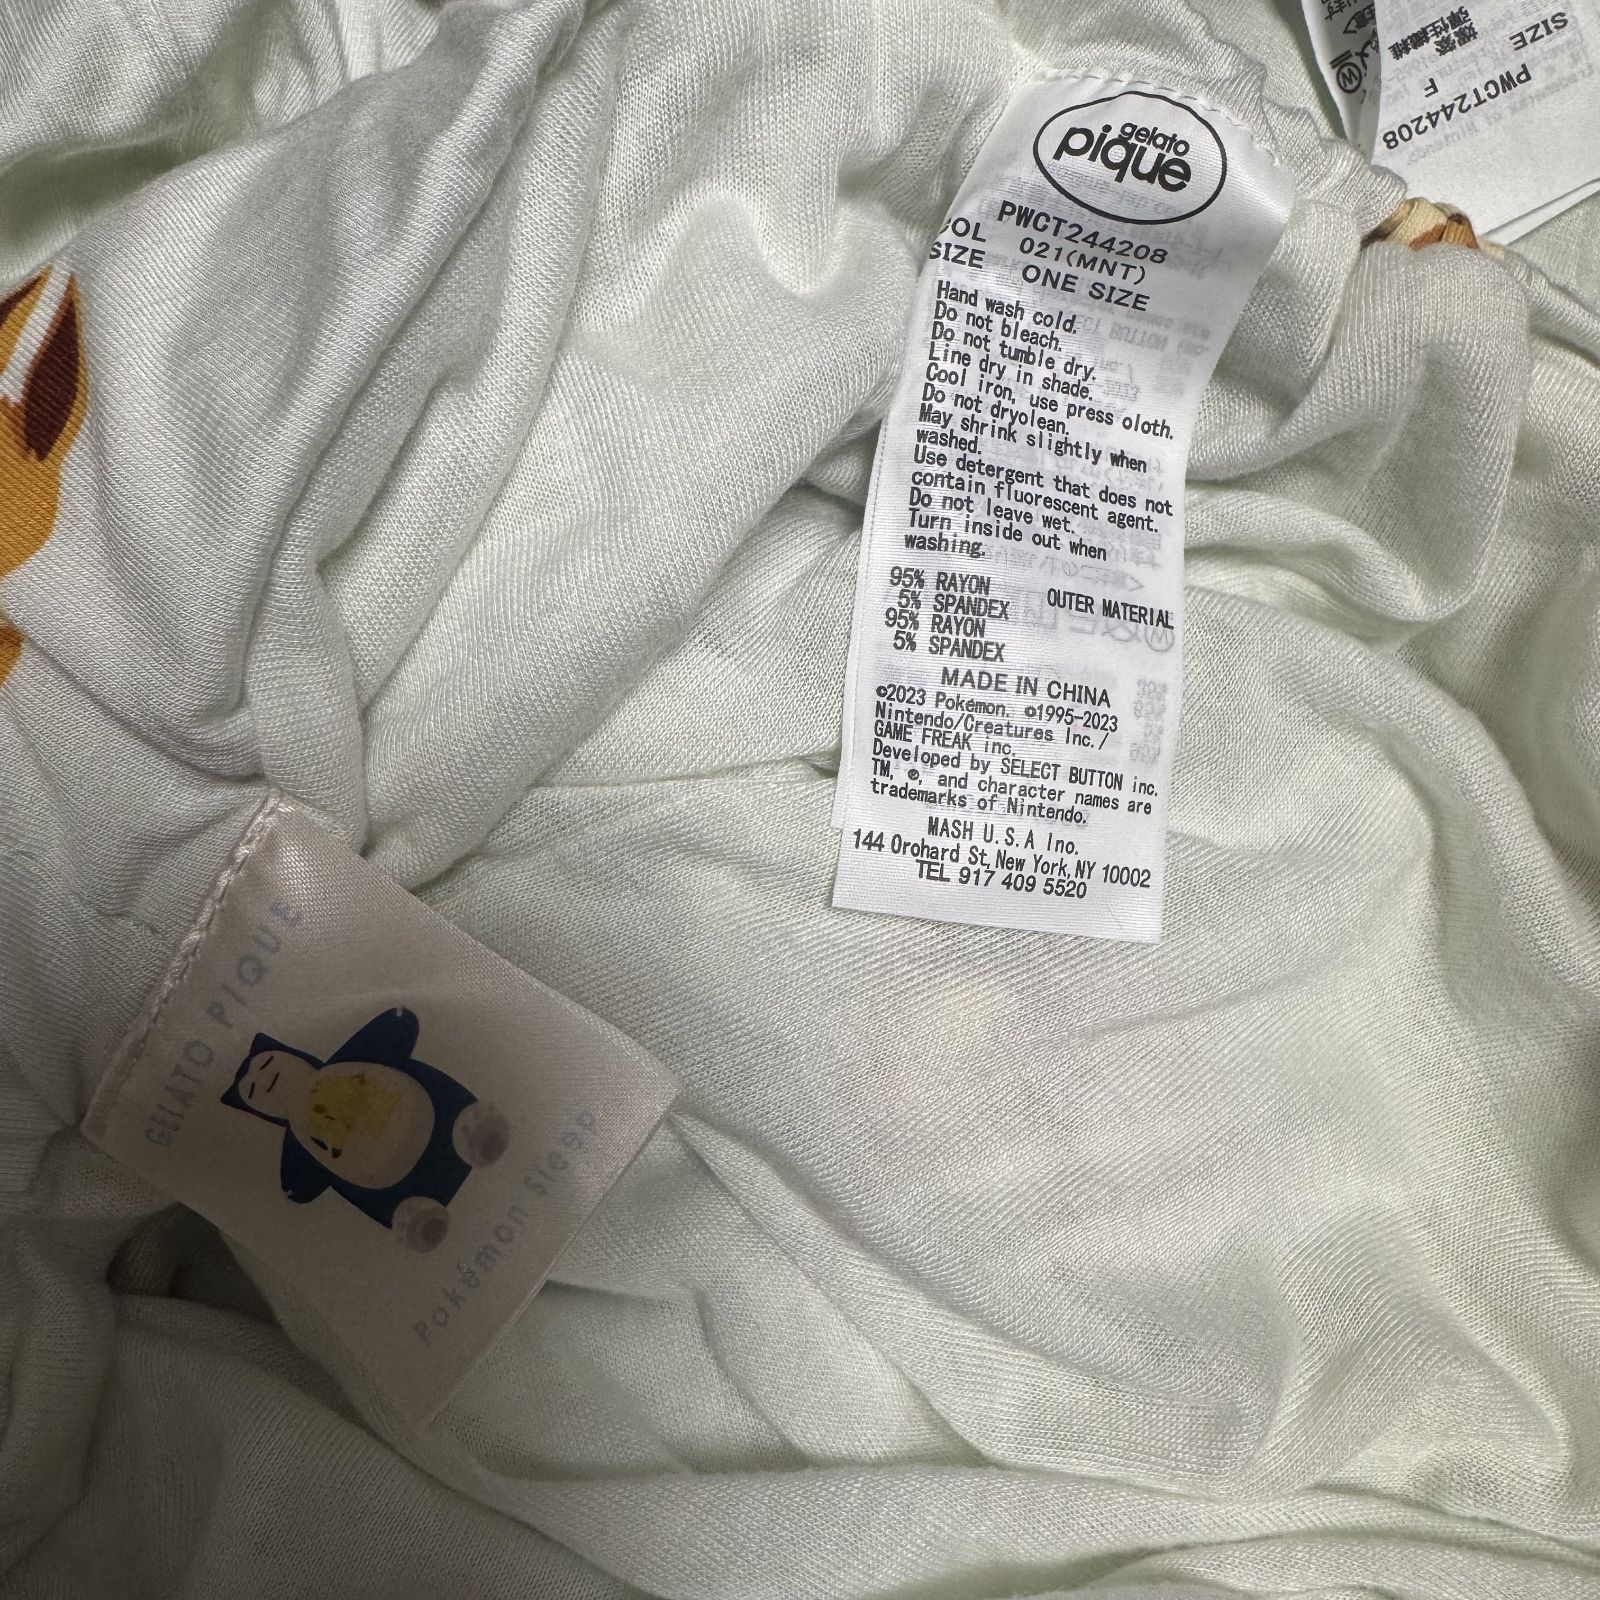 gelato
pique
PWCT244208
COL 021(MNT)
SIZE ONE SIZE
Hand wash cold.
Do not bleach.
Do not tumble dry.
Line dry in shade.
Cool iron, use press oloth.
Do not dryolean.
May shrink slightly when
washed.
Use detergent that does not
contain fluorescent agent.
Do not leave wet.
Turn inside out when
washing.
95% RAYON
5% SPANDEX OUTER MATERIAL
95% RAYON
5% SPANDEX
MADE IN CHINA
©2023 Pokémon. ©1995-2023
Nintendo/Creatures Inc./
GAME FREAK inc.
Developed by SELECT BUTTON inc.
TM, ®, and character names are
trademarks of Nintendo.
MASH U.S.A Inc.
144 Orohard St, New York, NY 10002
TEL 917 409 5520
GELATO PIQUE
Pokémon Sleep
PWCT244208
SIZE F